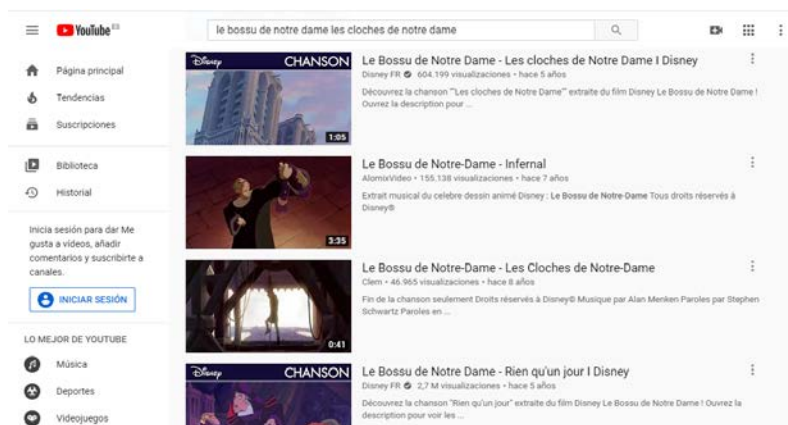 YouTube ES
le bossu de notre dame les cloches de notre dame
Página principal
Tendencias
Suscripciones
Biblioteca
Historial
Inicia sesión para dar Me
gusta a vídeos, añadir
comentarios y suscribirte a
canales.
INICIAR SESIÓN
LO MEJOR DE YOUTUBE
Música
Deportes
Videojuegos
Disney CHANSON
1:05
Le Bossu de Notre Dame - Les cloches de Notre Dame I Disney
Disney FR 604.199 visualizaciones • hace 5 años
Découvrez la chanson ""Les cloches de Notre Dame"" extraite du film Disney Le Bossu de Notre Dame !
Ouvrez la description pour ...
3:35
Le Bossu de Notre-Dame - Infernal
AlomixVideo • 155.138 visualizaciones • hace 7 años
Extrait musical du celebre dessin animé Disney : Le Bossu de Notre-Dame Tous droits réservés à
Disney®
0:41
Le Bossu de Notre-Dame - Les Cloches de Notre-Dame
Clem • 46.965 visualizaciones • hace 8 años
Fin de la chanson seulement Droits réservés à Disney® Musique par Alan Menken Paroles par Stephen
Schwartz Paroles en ...
Disney CHANSON
Le Bossu de Notre Dame - Rien qu'un jour I Disney
Disney FR 2,7 M visualizaciones • hace 5 años
Découvrez la chanson "Rien qu'un jour" extraite du film Disney Le Bossu de Notre Dame ! Ouvrez la
description pour voir les ...